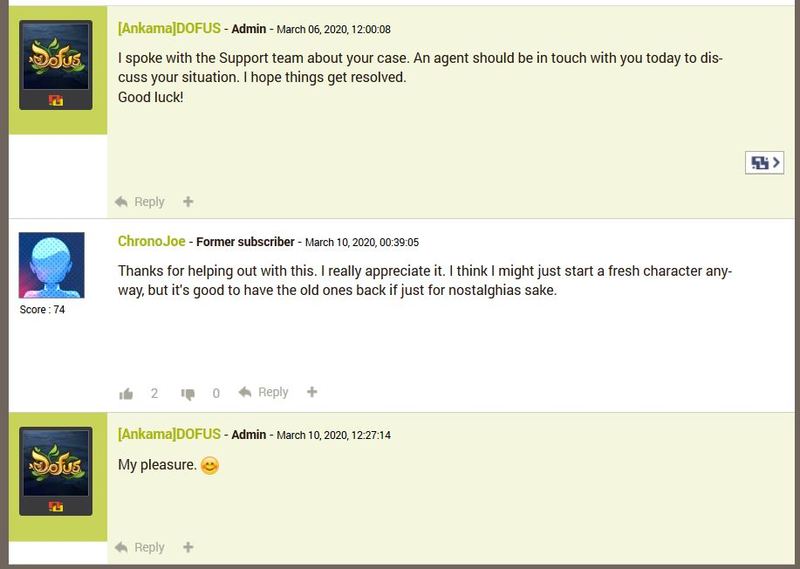 [Ankama]DOFUS - Admin - March 06, 2020, 12:00:08
DOFUS
I spoke with the Support team about your case. An agent should be in touch with you today to dis-
cuss your situation. I hope things get resolved.
Good luck!
Reply
ChronoJoe - Former subscriber - March 10, 2020, 00:39:05
Thanks for helping out with this. I really appreciate it. I think I might just start a fresh character any-
way, but it's good to have the old ones back if just for nostalghias sake.
Score : 74
2 0 Reply
[Ankama]DOFUS - Admin - March 10, 2020, 12:27:14
DOFUS
My pleasure. 😊
Reply